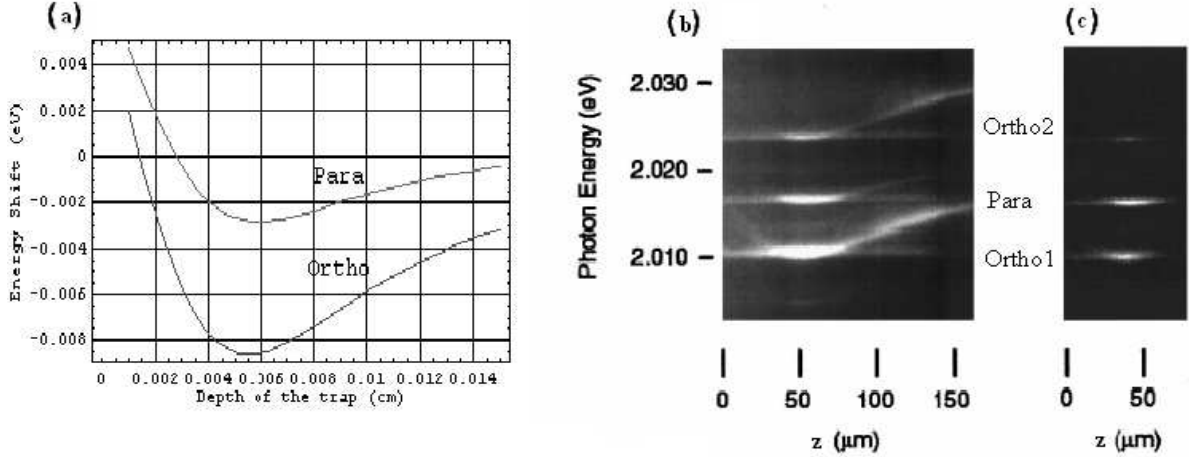 (a)
Energy Shift (eV)
0.004
0.002
0
-0.002
-0.004
-0.006
-0.008
Para
Ortho
0 0.002 0.004 0.006 0.008 0.01 0.012 0.014
Depth of the trap (cm)
(b)
Photon Energy (eV)
2.030
2.020
2.010
Ortho2
Para
Ortho1
0 50 100 150
z (μm)
(c)
0 50
z (μm)